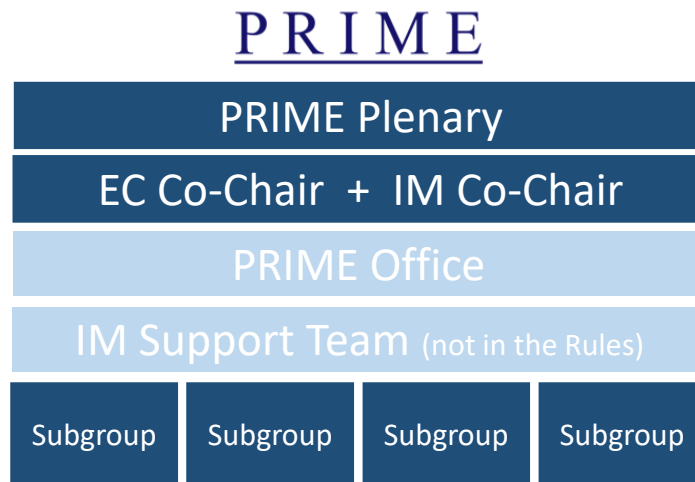 PRIME
PRIME Plenary
EC Co-Chair + IM Co-Chair
PRIME Office
IM Support Team (not in the Rules)
Subgroup Subgroup Subgroup Subgroup